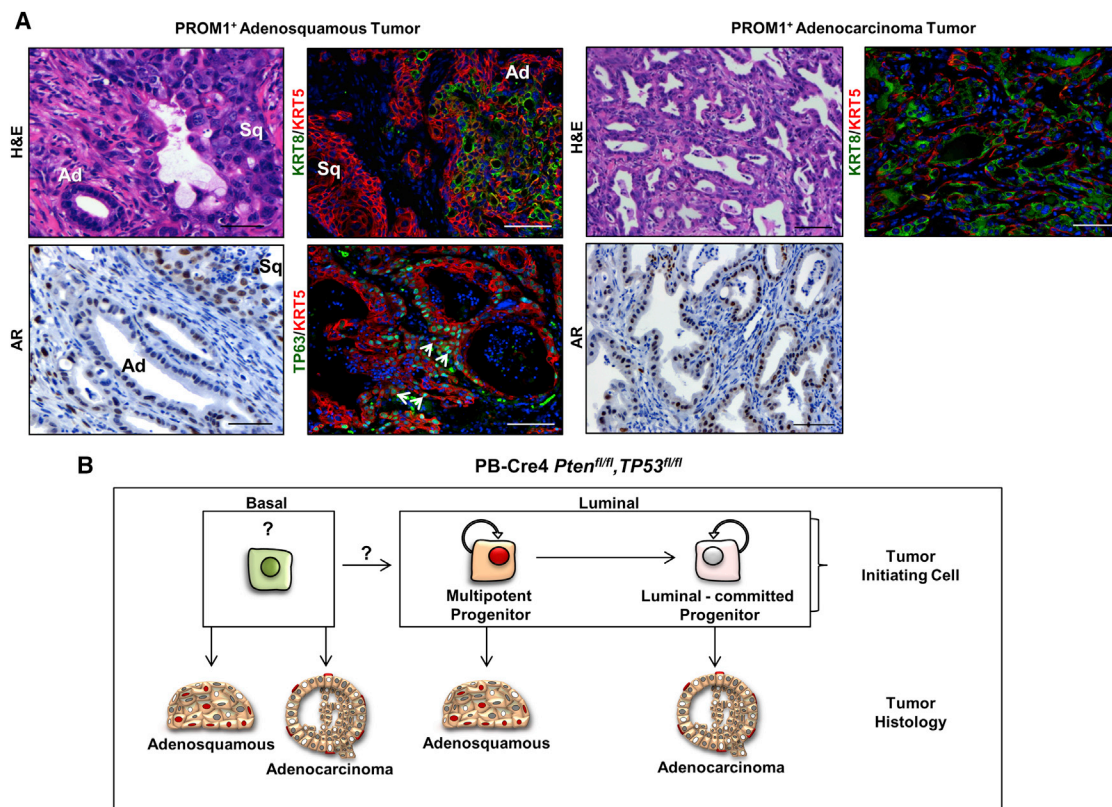 A
PROM1+ Adenosquamous Tumor
PROM1+ Adenocarcinoma Tumor
H&E
Ad
Sq
KRT8/KRT5
Sq
Ad
H&E
KRT8/KRT5
AR
Ad
Sq
TP63/KRT5
AR
B
PB-Cre4 Pten^fl/fl, TP53^fl/fl
Basal
Luminal
?
?
Multipotent
Progenitor
Luminal - committed
Progenitor
Tumor
Initiating Cell
Adenosquamous
Adenocarcinoma
Adenosquamous
Adenocarcinoma
Tumor
Histology